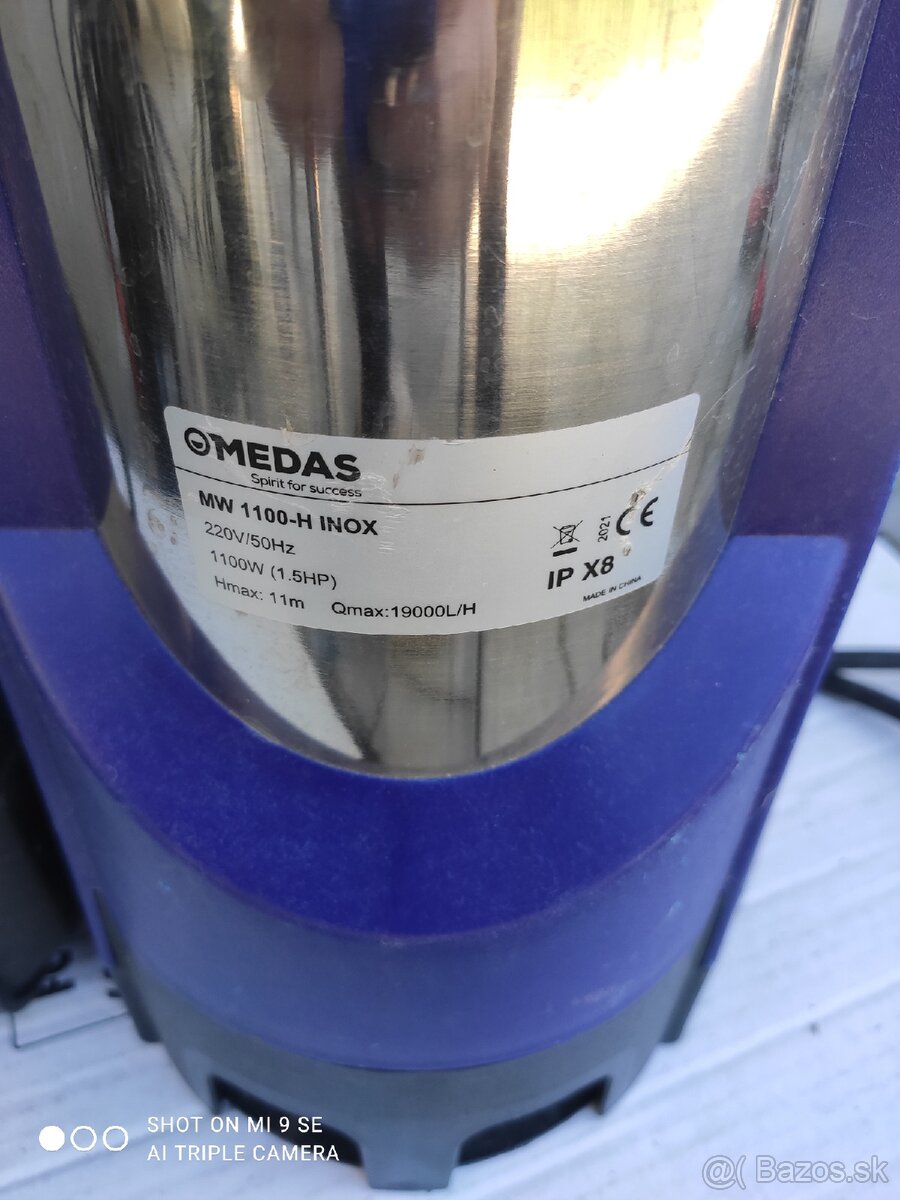 OMEDAS
Spirit for success
MW 1100-H INOX
220V/50Hz
1100W (1.5HP)
Hmax: 11m Qmax:19000L/H
2021 CE
IP X8
MADE IN CHINA
SHOT ON MI 9 SE
AI TRIPLE CAMERA
@( Bazos.sk